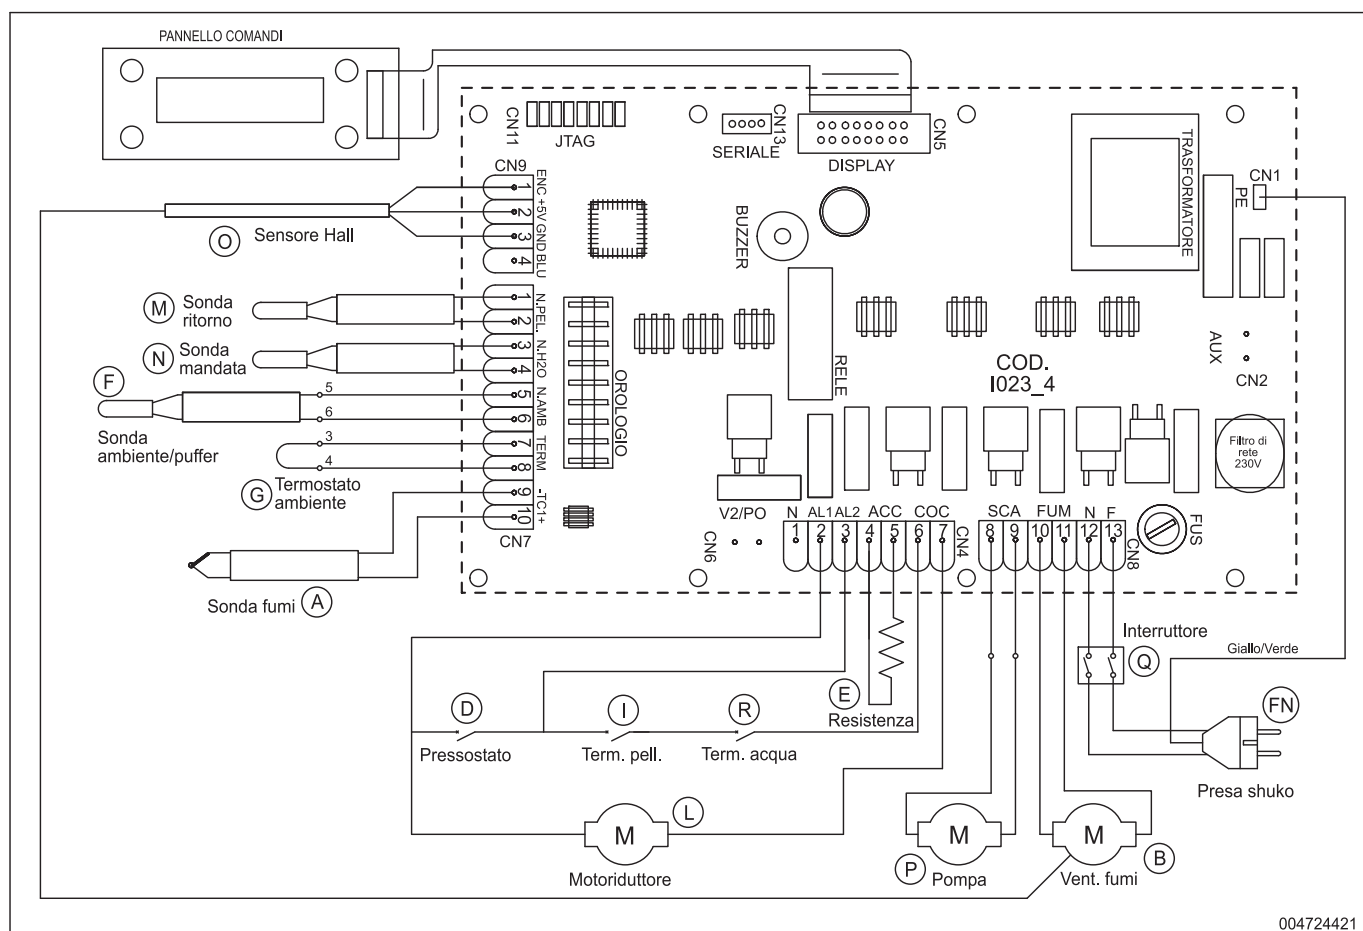 PANNELLO COMANDI
CN11
JTAG
CN13
SERIALE
CN5
DISPLAY
TRASFORMATORE
CN1
PE
CN9
ENC
+5V
GND
BLU
1
2
3
4
O Sensore Hall
BUZZER
M Sonda
ritorno
N Sonda
mandata
F
Sonda
ambiente/puffer
5
6
3
4
G Termostato
ambiente
1
2
3
4
5
6
7
8
9
10
N.PEL.
N.H2O
N.AMB
TERM
-TC1+
CN7
OROLOGIO
RELE
COD.
I023_4
AUX
CN2
Filtro di
rete
230V
FUS
Sonda fumi A
V2/PO
CN6
N AL1 AL2 ACC COC
1 2 3 4 5 6 7
CN4
SCA FUM N F
8 9 10 11 12 13
CN8
Interruttore
Q
Giallo/Verde
FN
Presa shuko
E
Resistenza
D
Pressostato
I
Term. pell.
R
Term. acqua
M
L
Motoriduttore
M
P Pompa
M
B
Vent. fumi
004724421